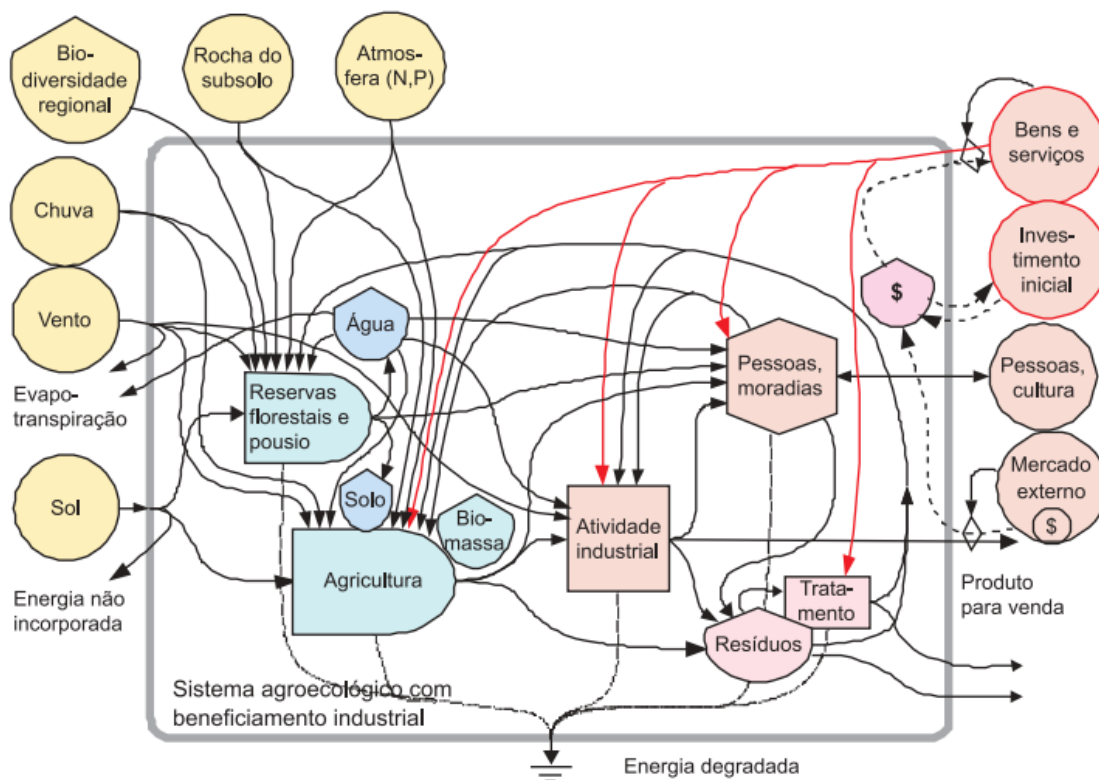 Bio-
diversidade
regional
Rocha do
subsolo
Atmos-
fera (N,P)
Bens e
serviços
Chuva
Inves-
timento
inicial
$
Vento
Água
Pessoas,
moradias
Pessoas,
cultura
Evapo-
transpiração
Reservas
florestais e
pousio
Mercado
externo
$
Sol
Solo
Bio-
massa
Atividade
industrial
Agricultura
Energia não
incorporada
Trata-
mento
Produto
para venda
Resíduos
Sistema agroecológico com
beneficiamento industrial
Energia degradada